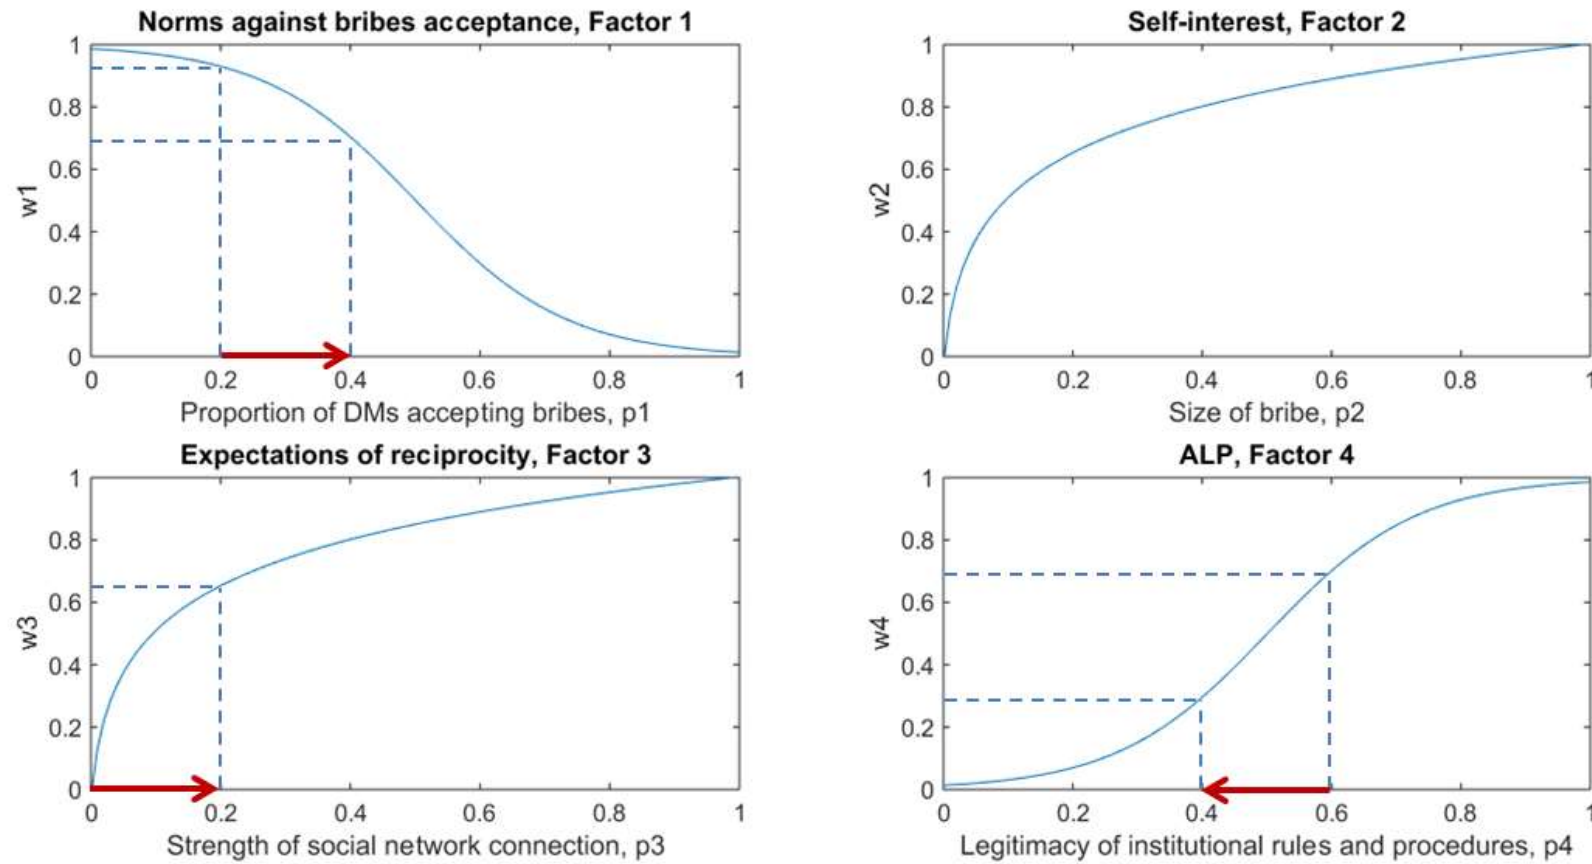 Norms against bribes acceptance, Factor 1
1
0.8
0.6
0.4
0.2
0
w1
0 0.2 0.4 0.6 0.8 1
Proportion of DMs accepting bribes, p1
Self-interest, Factor 2
1
0.8
0.6
0.4
0.2
0
w2
0 0.2 0.4 0.6 0.8 1
Size of bribe, p2
Expectations of reciprocity, Factor 3
1
0.8
0.6
0.4
0.2
0
w3
0 0.2 0.4 0.6 0.8 1
Strength of social network connection, p3
ALP, Factor 4
1
0.8
0.6
0.4
0.2
0
w4
0 0.2 0.4 0.6 0.8 1
Legitimacy of institutional rules and procedures, p4